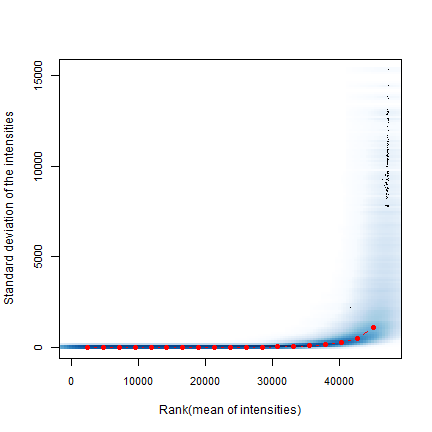 Standard deviation of the intensities
15000
10000
5000
0
0 10000 20000 30000 40000
Rank(mean of intensities)